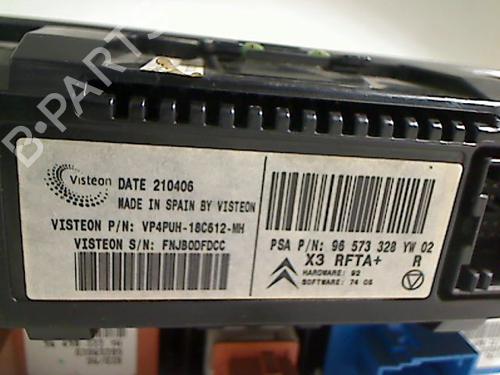 B-PARTS
Visteon
DATE 210406
MADE IN SPAIN BY VISTEON
VISTEON P/N: VP4PUH-18C612-MH
VISTEON S/N: FNJBODFDCC
PSA P/N: 96 573 328 YW 02
X3 RFTA+ R
HARDWARE: 92
SOFTWARE: 74 05